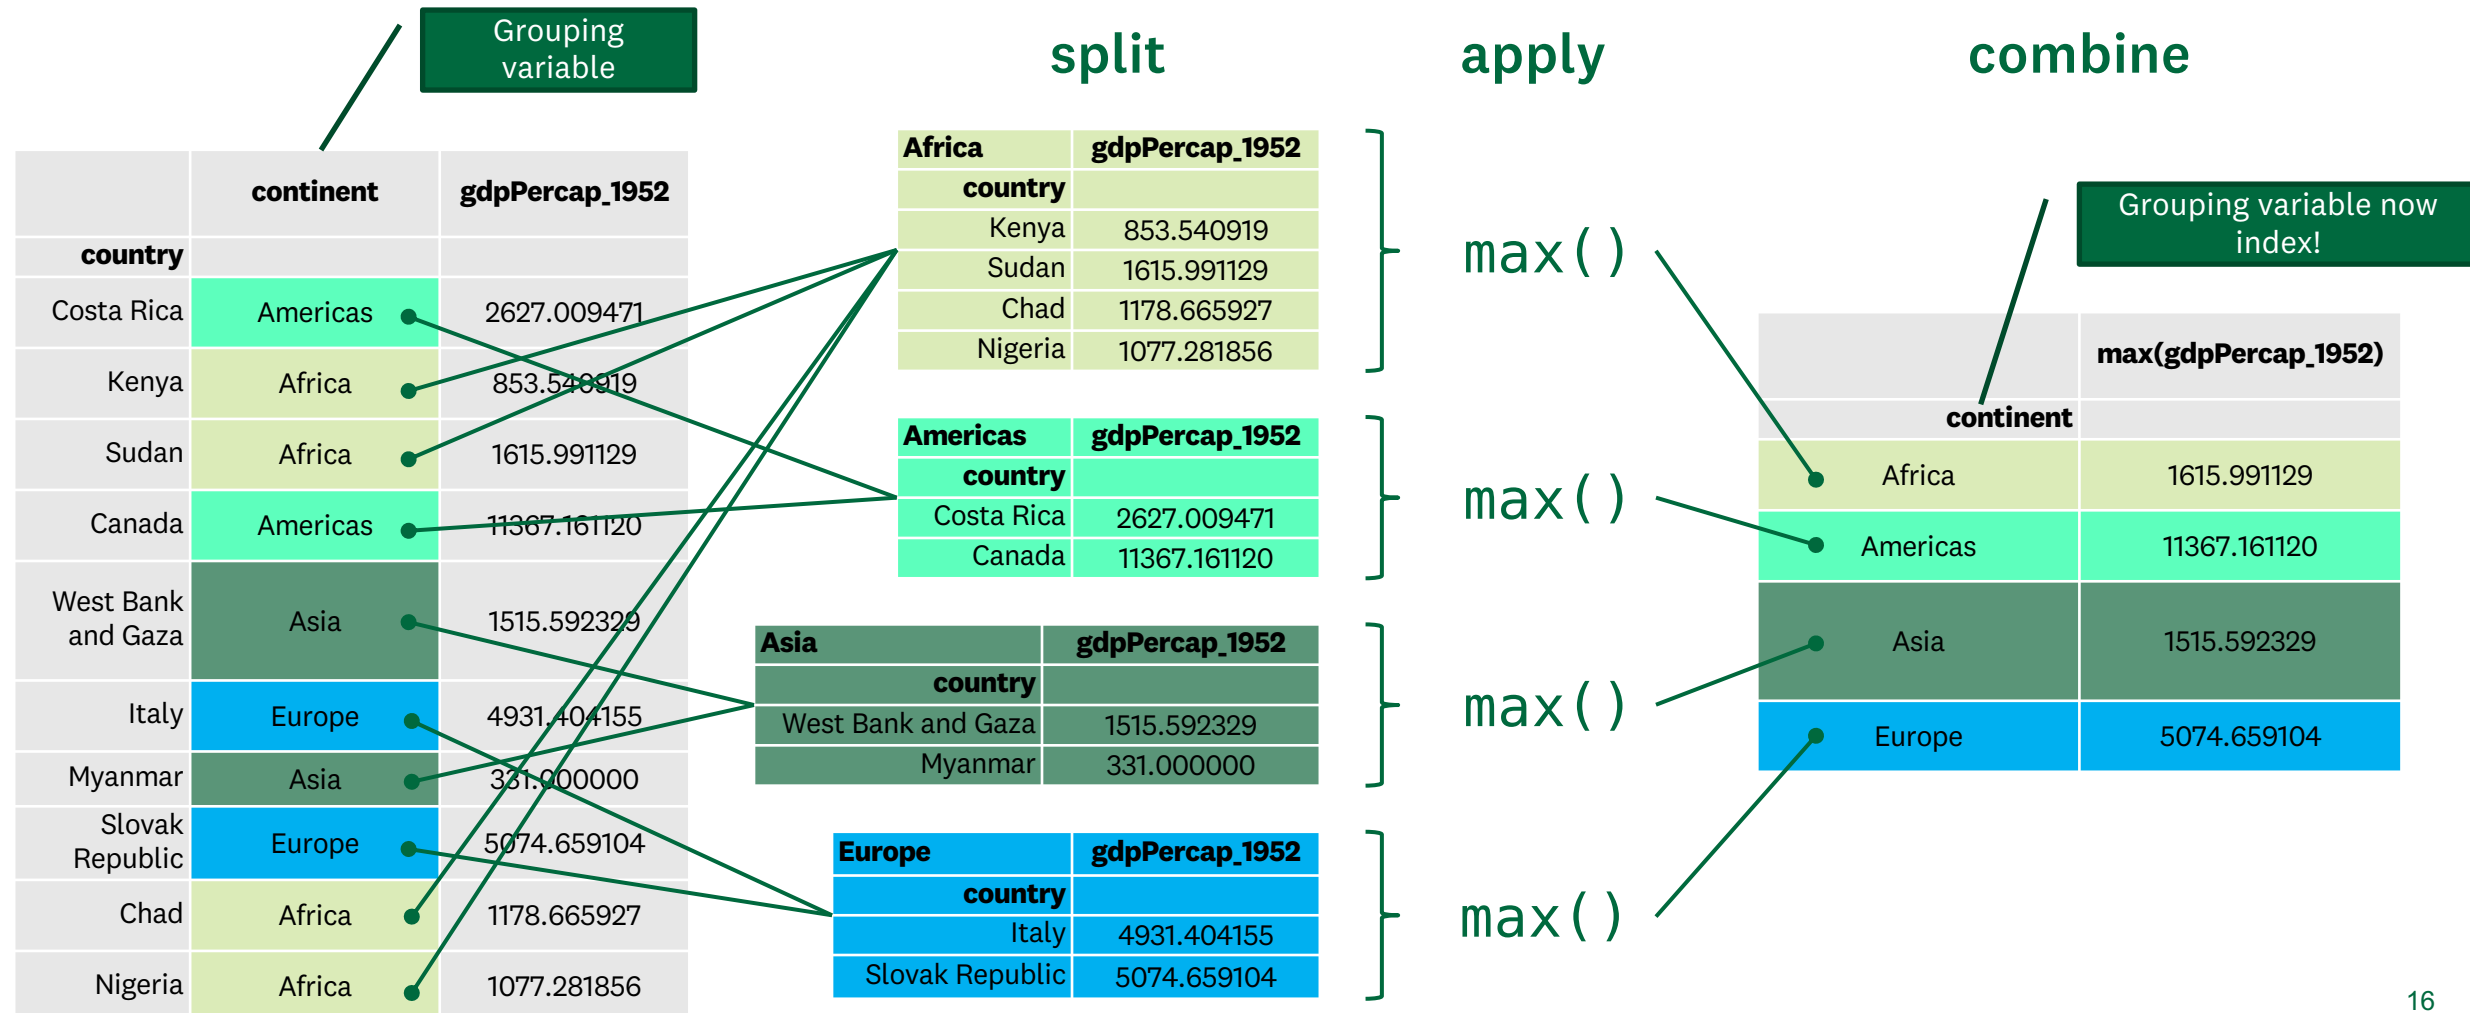 Grouping
variable
split
apply
combine
continent gdpPercap_1952
country
Costa Rica Americas 2627.009471
Kenya Africa 853.540919
Sudan Africa 1615.991129
Canada Americas 11367.161120
West Bank
and Gaza Asia 1515.592329
Italy Europe 4931.404155
Myanmar Asia 331.000000
Slovak
Republic Europe 5074.659104
Chad Africa 1178.665927
Nigeria Africa 1077.281856
Africa gdpPercap_1952
country
Kenya 853.540919
Sudan 1615.991129
Chad 1178.665927
Nigeria 1077.281856
Americas gdpPercap_1952
country
Costa Rica 2627.009471
Canada 11367.161120
Asia gdpPercap_1952
country
West Bank and Gaza 1515.592329
Myanmar 331.000000
Europe gdpPercap_1952
country
Italy 4931.404155
Slovak Republic 5074.659104
max()
max()
max()
max()
Grouping variable now
index!
max(gdpPercap_1952)
continent
Africa 1615.991129
Americas 11367.161120
Asia 1515.592329
Europe 5074.659104
16